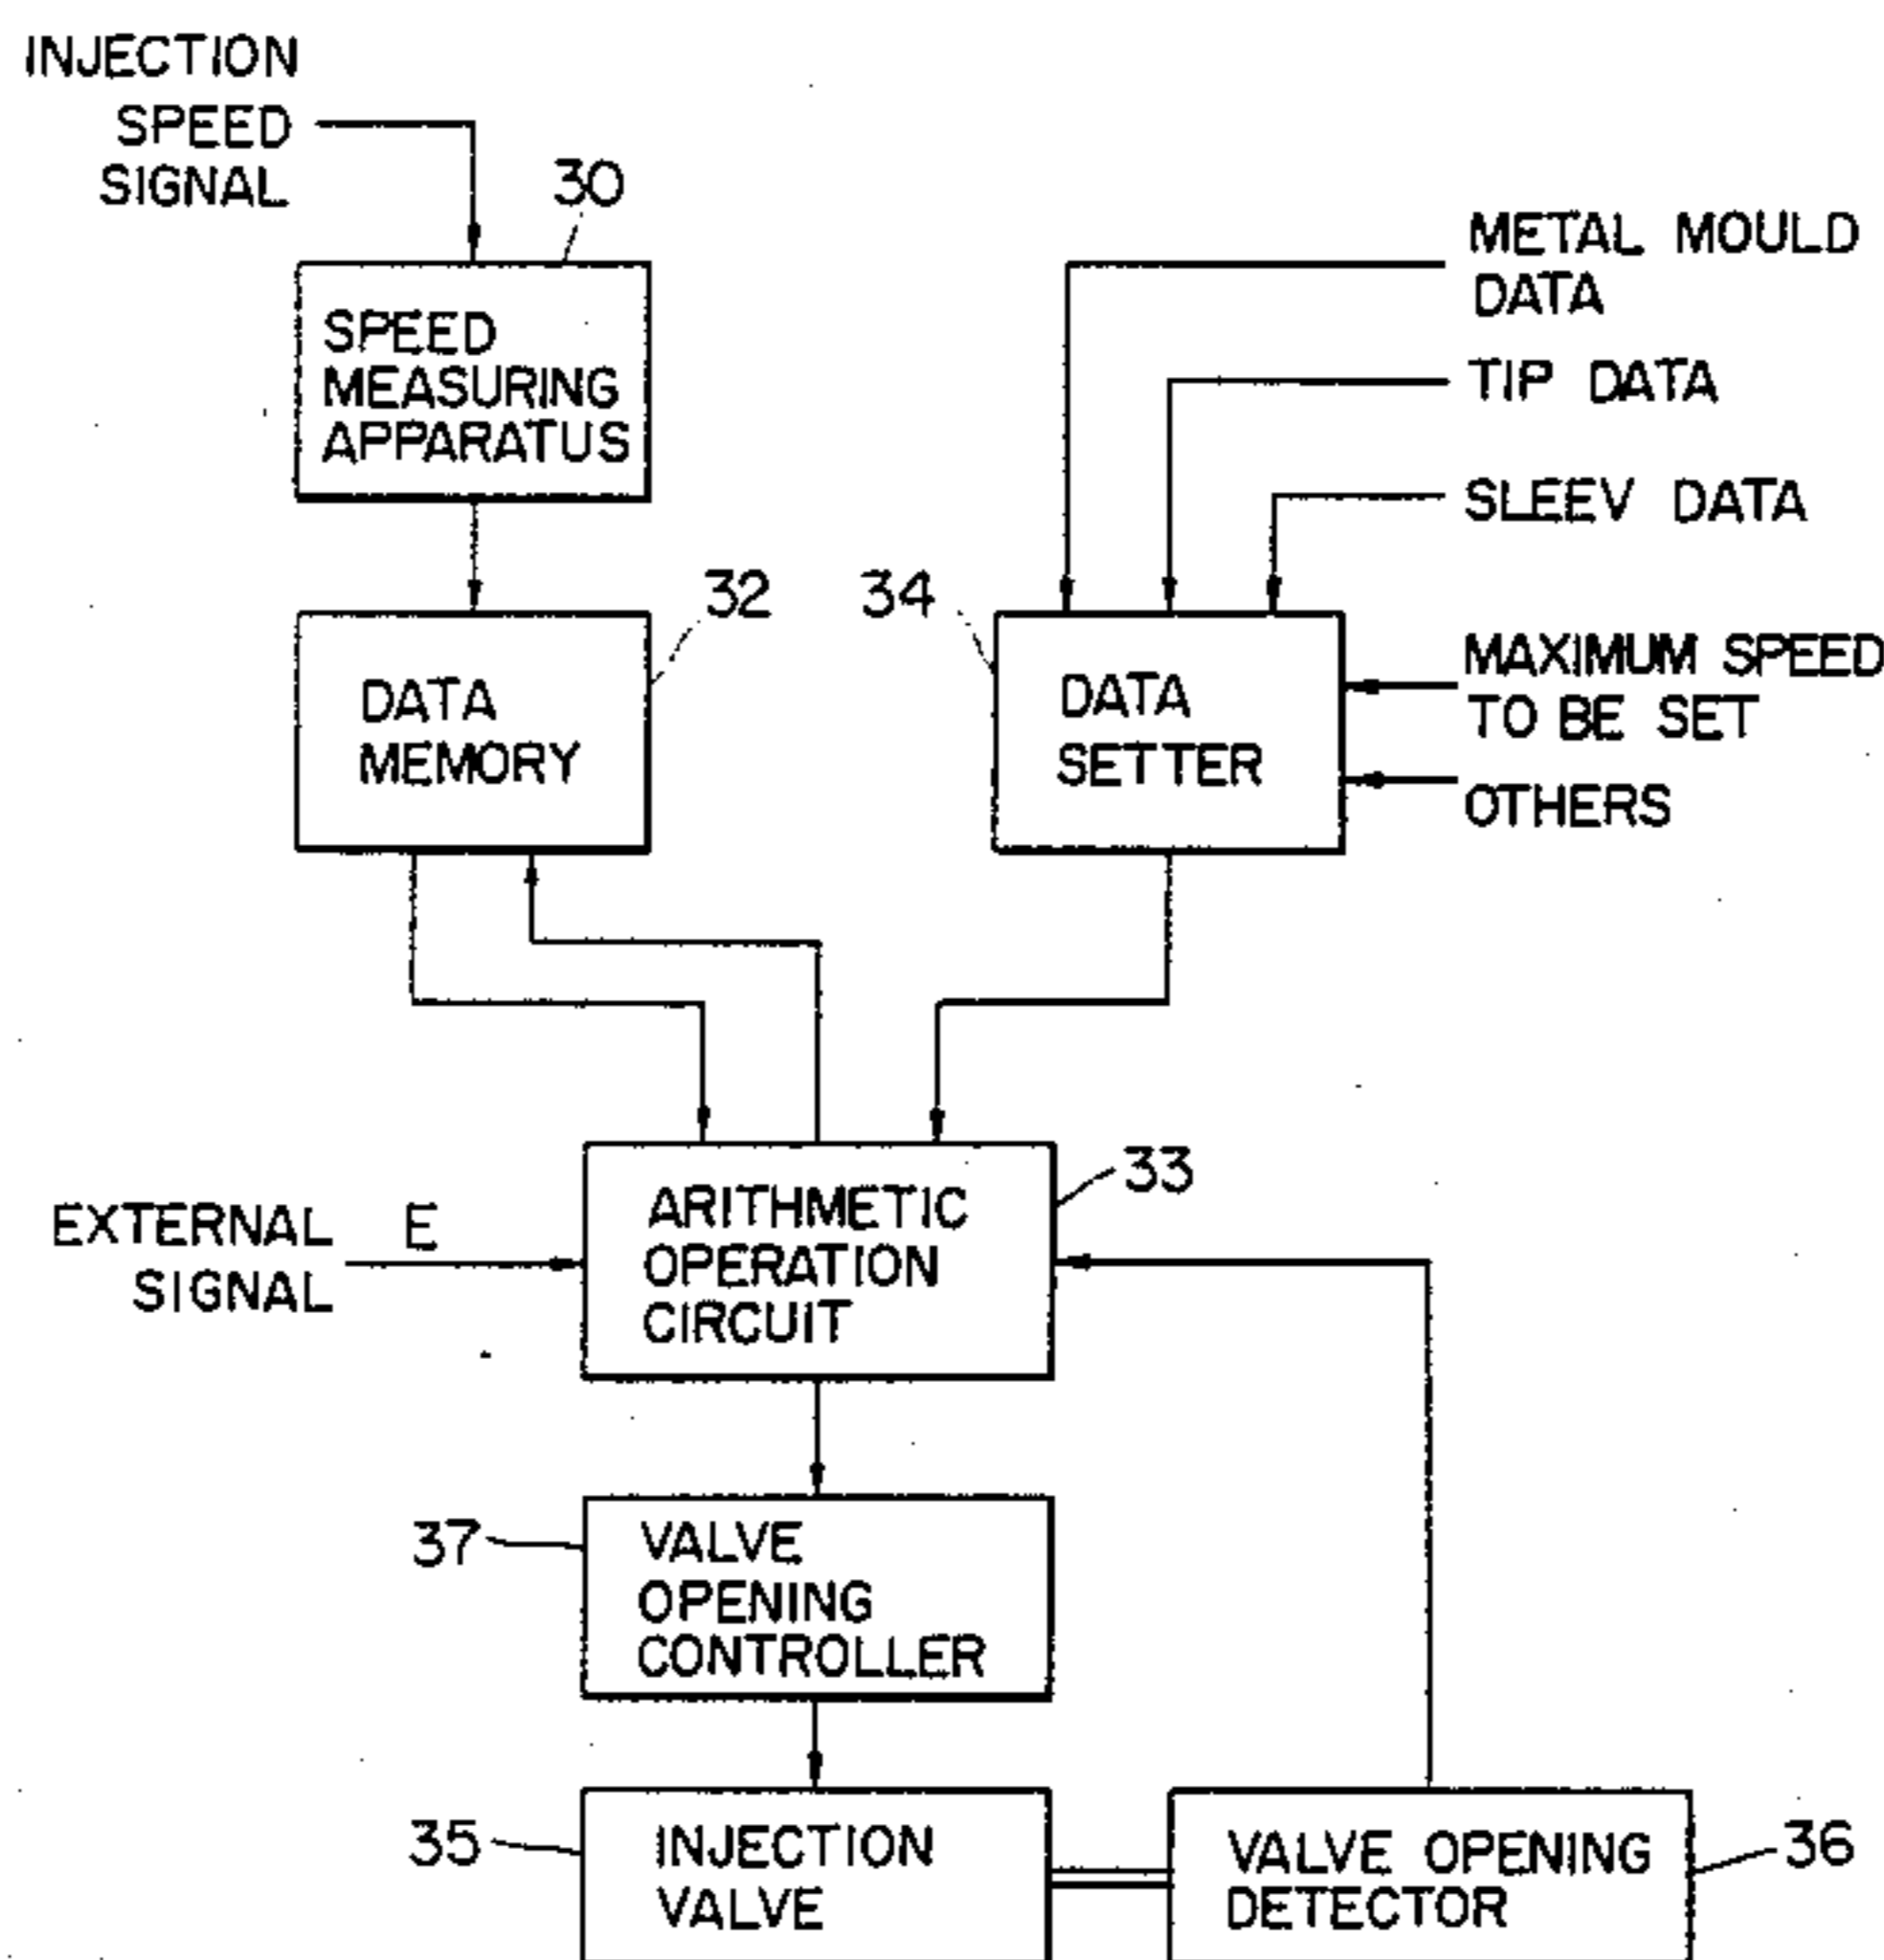 INJECTION
SPEED
SIGNAL
30
SPEED
MEASURING
APPARATUS
METAL MOULD
DATA
TIP DATA
SLEEV DATA
32
34
DATA
MEMORY
DATA
SETTER
MAXIMUM SPEED
TO BE SET
OTHERS
EXTERNAL
SIGNAL
E
ARITHMETIC
OPERATION
CIRCUIT
33
37
VALVE
OPENING
CONTROLLER
35
INJECTION
VALVE
VALVE OPENING
DETECTOR
36